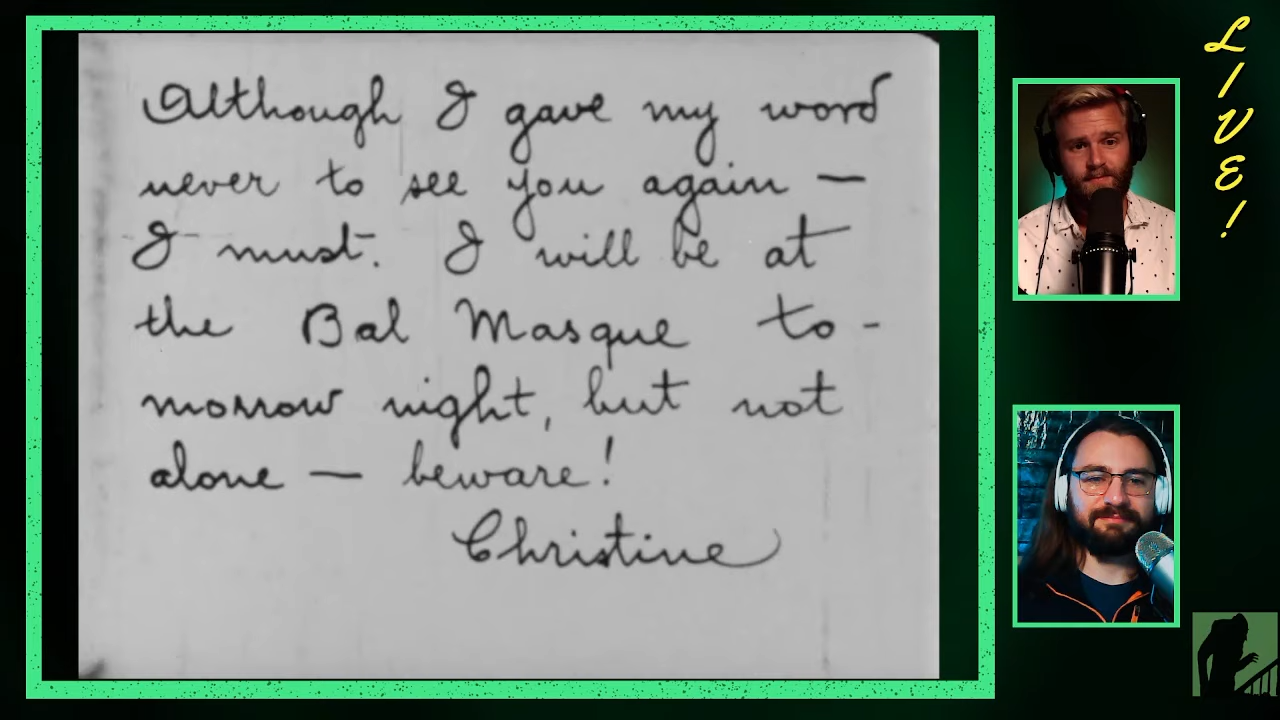 Although I gave my word
never to see you again —
I must. I will be at
the Bal Masque to-
morrow night, but not
alone — beware!
Christine
LIVE!